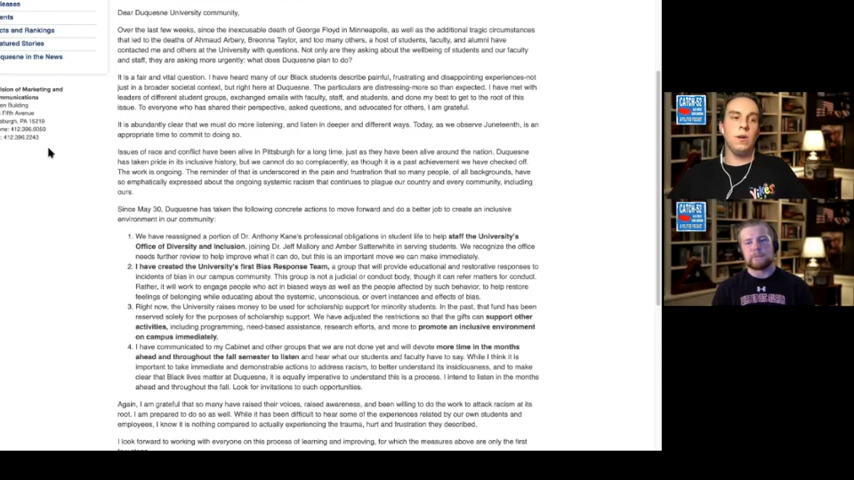 eleases
ents
cts and Rankings
atured Stories
uquesne in the News
vision of Marketing and
mmunications
en Building
Fifth Avenue
sburgh, PA 15219
ne: 412.396.6050
: 412.396.2243
Dear Duquesne University community,
Over the last few weeks, since the inexcusable death of George Floyd in Minneapolis, as well as the additional tragic circumstances
that led to the deaths of Ahmaud Arbery, Breonna Taylor, and too many others, a host of students, faculty, and alumni have
contacted me and others at the University with questions. Not only are they asking about the wellbeing of students and our faculty
and staff, they are asking more urgently: what does Duquesne plan to do?
It is a fair and vital question. I have heard many of our Black students describe painful, frustrating and disappointing experiences-not
just in a broader societal context, but right here at Duquesne. The particulars are distressing-more so than expected. I have met with
leaders of different student groups, exchanged emails with faculty, staff, and students, and done my best to get to the root of this
issue. To everyone who has shared their perspective, asked questions, and advocated for others, I am grateful.
It is abundantly clear that we must do more listening, and listen in deeper and different ways. Today, as we observe Juneteenth, is an
appropriate time to commit to doing so.
Issues of race and conflict have been alive in Pittsburgh for a long time, just as they have been alive around the nation. Duquesne
has taken pride in its inclusive history, but we cannot do so complacently, as though it is a past achievement we have checked off.
The work is ongoing. The reminder of that is underscored in the pain and frustration that so many people, of all backgrounds, have
so emphatically expressed about the ongoing systemic racism that continues to plague our country and every community, including
ours.
Since May 30, Duquesne has taken the following concrete actions to move forward and do a better job to create an inclusive
environment in our community:
1. We have reassigned a portion of Dr. Anthony Kane's professional obligations in student life to help staff the University's
Office of Diversity and Inclusion, joining Dr. Jeff Mallory and Amber Satterwhite in serving students. We recognize the office
needs further review to help improve what it can do, but this is an important move we can make immediately.
2. I have created the University's first Bias Response Team, a group that will provide educational and restorative responses to
incidents of bias in our campus community. This group is not a judicial or conduct body, though it can refer matters for conduct.
Rather, it will work to engage people who act in biased ways as well as the people affected by such behavior, to help restore
feelings of belonging while educating about the systemic, unconscious, or overt instances and effects of bias.
3. Right now, the University raises money to be used for scholarship support for minority students. In the past, that fund has been
reserved solely for the purposes of scholarship support. We have adjusted the restrictions so that the gifts can support other
activities, including programming, need-based assistance, research efforts, and more to promote an inclusive environment
on campus immediately.
4. I have communicated to my Cabinet and other groups that we are not done yet and will devote more time in the months
ahead and throughout the fall semester to listen and hear what our students and faculty have to say. While I think it is
important to take immediate and demonstrable actions to address racism, to better understand its insidiousness, and to make
clear that Black lives matter at Duquesne, it is equally imperative to understand this is a process. I intend to listen in the months
ahead and throughout the fall. Look for invitations to such opportunities.
Again, I am grateful that so many have raised their voices, raised awareness, and been willing to do the work to attack racism at its
root. I am prepared to do so as well. While it has been difficult to hear some of the experiences related by our own students and
employees, I know it is nothing compared to actually experiencing the trauma, hurt and frustration they described.
I look forward to working with everyone on this process of learning and improving, for which the measures above are only the first
CATCH-52
Yikes
CATCH-52